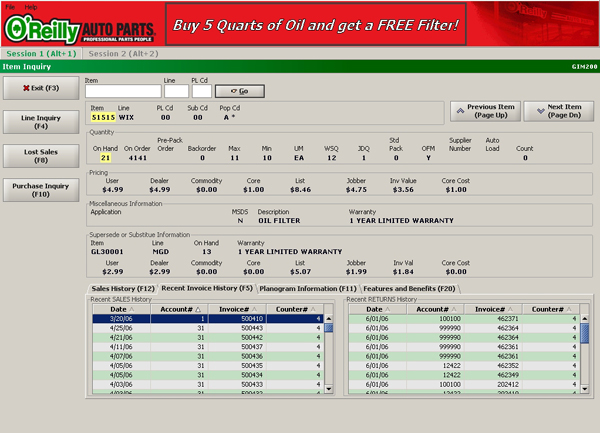 File Help
O'Reilly AUTO PARTS.
PROFESSIONAL PARTS PEOPLE
Buy 5 Quarts of Oil and get a FREE Filter!
Session 1 (Alt+1) Session 2 (Alt+2)
Item Inquiry GIM200
Exit (F3)
Line Inquiry (F4)
Lost Sales (F8)
Purchase Inquiry (F10)
Item Line PL Cd
Go
Item Line PL Cd Sub Cd Pop Cd
51515 WIX 00 00 A *
Previous Item (Page Up)
Next Item (Page Dn)
Quantity
On Hand On Order Pre-Pack Order Backorder Max Min UM WSQ JDQ Std Pack OFM Supplier Number Auto Load Count
21 4141 0 11 10 EA 12 1 0 Y 0
Pricing
User Dealer Commodity Core List Jobber Inv Value Core Cost
$4.99 $4.99 $0.00 $1.00 $8.46 $4.75 $3.56 $1.00
Miscellaneous Information
Application MSDS Description Warranty
N OIL FILTER 1 YEAR LIMITED WARRANTY
Supersede or Substitue Information
Item Line On Hand Warranty
GL30001 MGD 13 1 YEAR LIMITED WARRANTY
User Dealer Commodity Core List Jobber Inv Val Core Cost
$2.99 $2.99 $0.00 $0.00 $5.07 $1.99 $1.84 $0.00
Sales History (F12) Recent Invoice History (F5) Planogram Information (F11) Features and Benefits (F20)
Recent SALES History
Date Account# Invoice# Counter#
3/20/06 1 500410 4
4/25/06 31 500443 4
4/21/06 31 500442 4
4/11/06 31 500437 4
4/07/06 31 500436 4
4/05/06 31 500435 4
4/05/06 31 500434 4
4/03/06 31 500433 4
4/03/06 31 500432 4
Recent RETURNS History
Date Account# Invoice# Counter#
6/01/06 100100 462371 4
6/01/06 999990 462364 4
6/01/06 999990 462364 4
6/01/06 999990 462361 4
6/01/06 12422 462352 4
6/01/06 12422 462349 4
6/01/06 100100 202412 4
6/01/06 12422 202410 4